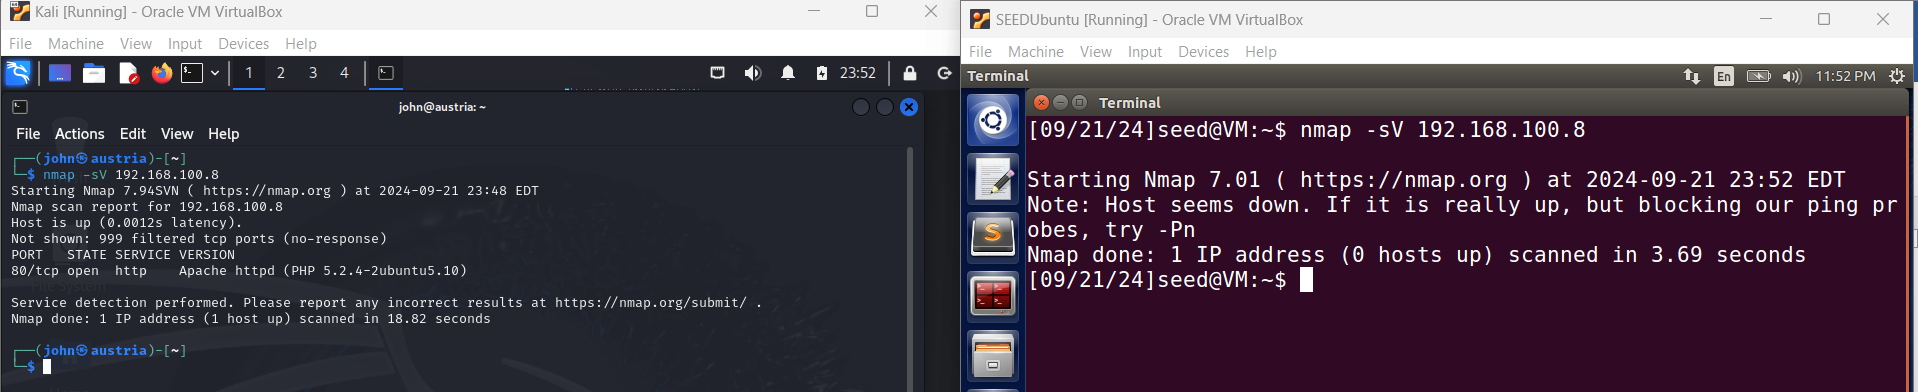 Kali [Running] - Oracle VM VirtualBox
File Machine View Input Devices Help
1 2 3 4 23:52
john@austria: ~
File Actions Edit View Help
┌──(john㉿austria)-[~]
└─$ nmap -sV 192.168.100.8
Starting Nmap 7.94SVN ( https://nmap.org ) at 2024-09-21 23:48 EDT
Nmap scan report for 192.168.100.8
Host is up (0.0012s latency).
Not shown: 999 filtered tcp ports (no-response)
PORT   STATE SERVICE VERSION
80/tcp open  http    Apache httpd (PHP 5.2.4-2ubuntu5.10)
File System
Service detection performed. Please report any incorrect results at https://nmap.org/submit/ .
Nmap done: 1 IP address (1 host up) scanned in 18.82 seconds
┌──(john㉿austria)-[~]
└─$
SEEDUbuntu [Running] - Oracle VM VirtualBox
File Machine View Input Devices Help
Terminal En 11:52 PM
Terminal
[09/21/24]seed@VM:~$ nmap -sV 192.168.100.8
Starting Nmap 7.01 ( https://nmap.org ) at 2024-09-21 23:52 EDT
Note: Host seems down. If it is really up, but blocking our ping pr
obes, try -Pn
Nmap done: 1 IP address (0 hosts up) scanned in 3.69 seconds
[09/21/24]seed@VM:~$